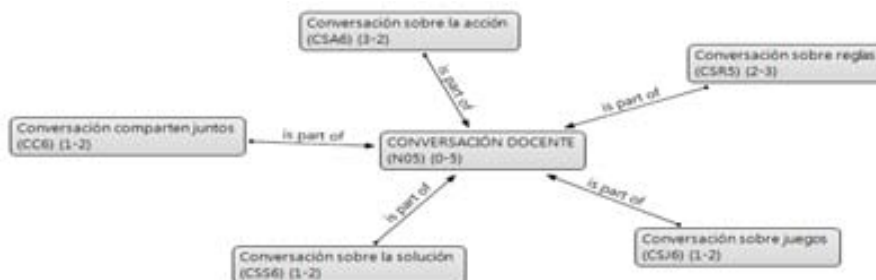 Conversación sobre la acción
(CSA6) (3-2)
Conversación sobre reglas
(CSR5) (2-3)
is part of
is part of
Conversación comparten juntos
(CC6) (1-2)
is part of
CONVERSACIÓN DOCENTE
(N05) (0-5)
is part of
is part of
Conversación sobre la solución
(CSS6) (1-2)
Conversación sobre juegos
(CSJ6) (1-2)